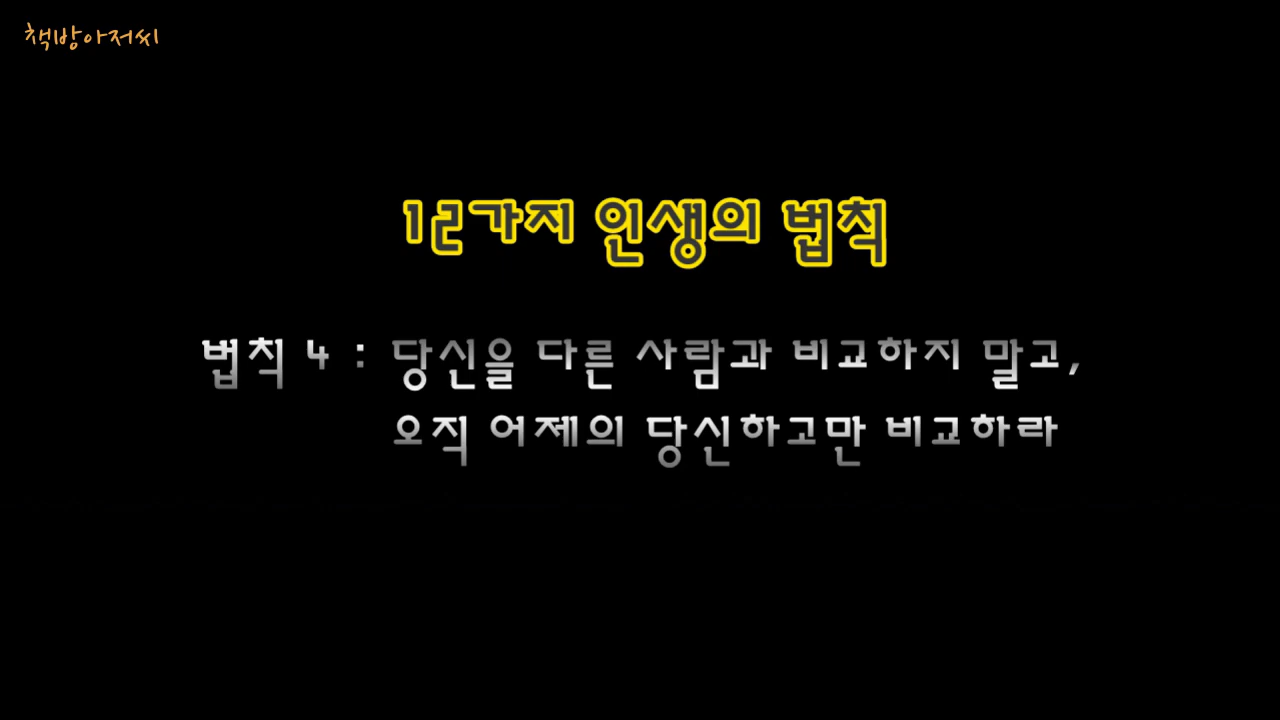 책방아저씨
12가지 인생의 법칙
법칙 4 : 당신을 다른 사람과 비교하지 말고,
오직 어제의 당신하고만 비교하라